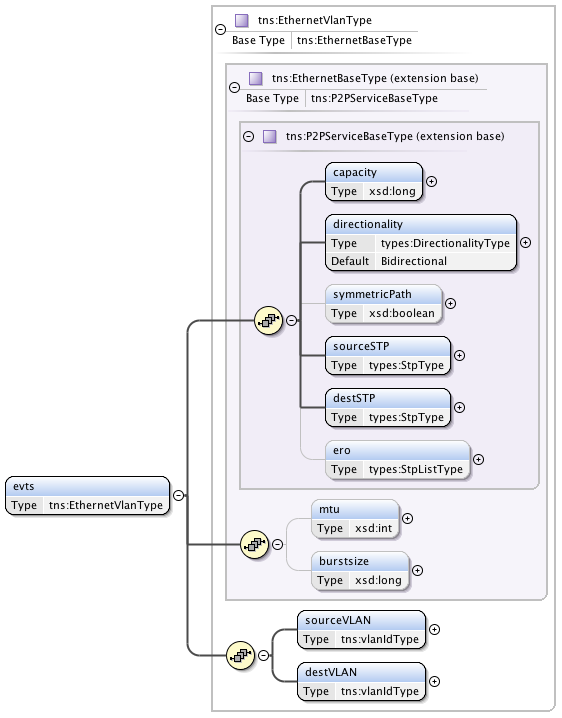 tns:EthernetVlanType
Base Type tns:EthernetBaseType
tns:EthernetBaseType (extension base)
Base Type tns:P2PServiceBaseType
tns:P2PServiceBaseType (extension base)
capacity
Type xsd:long
directionality
Type types:DirectionalityType
Default Bidirectional
symmetricPath
Type xsd:boolean
sourceSTP
Type types:StpType
destSTP
Type types:StpType
ero
Type types:StpListType
evts
Type tns:EthernetVlanType
mtu
Type xsd:int
burstsize
Type xsd:long
sourceVLAN
Type tns:vlanIdType
destVLAN
Type tns:vlanIdType